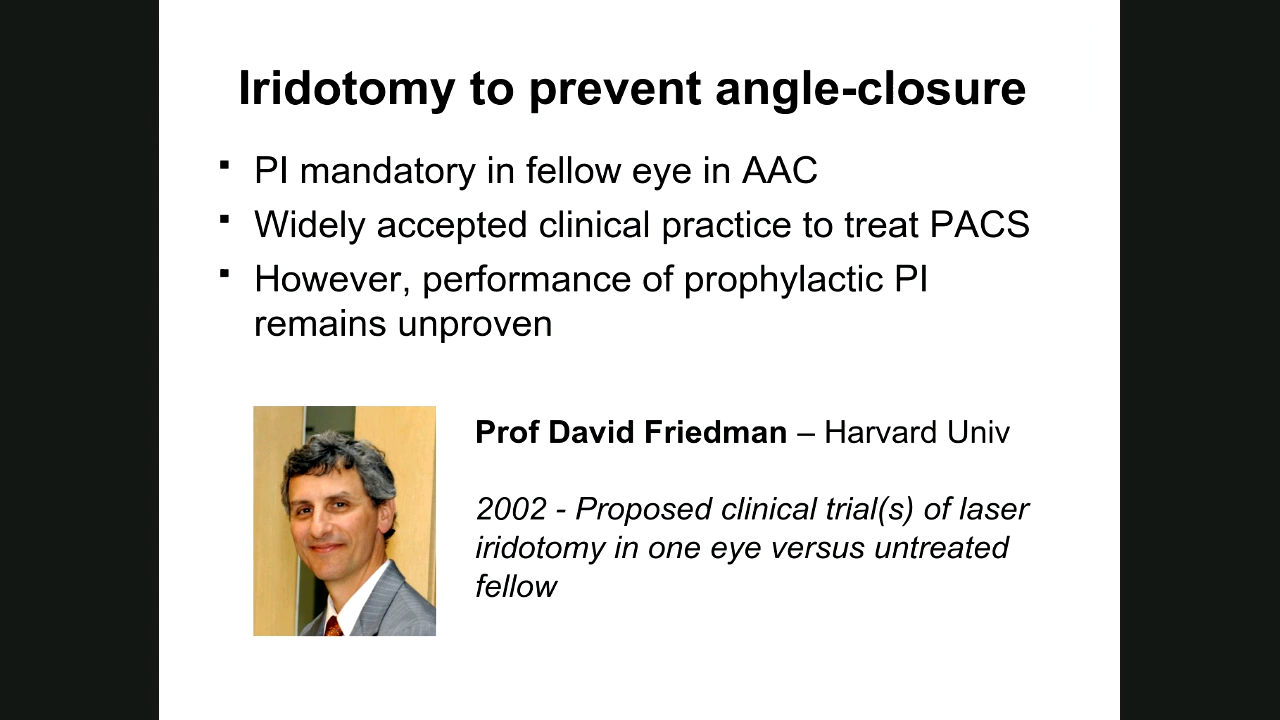 Iridotomy to prevent angle-closure
▪ PI mandatory in fellow eye in AAC
▪ Widely accepted clinical practice to treat PACS
▪ However, performance of prophylactic PI
remains unproven
Prof David Friedman – Harvard Univ
2002 - Proposed clinical trial(s) of laser
iridotomy in one eye versus untreated
fellow